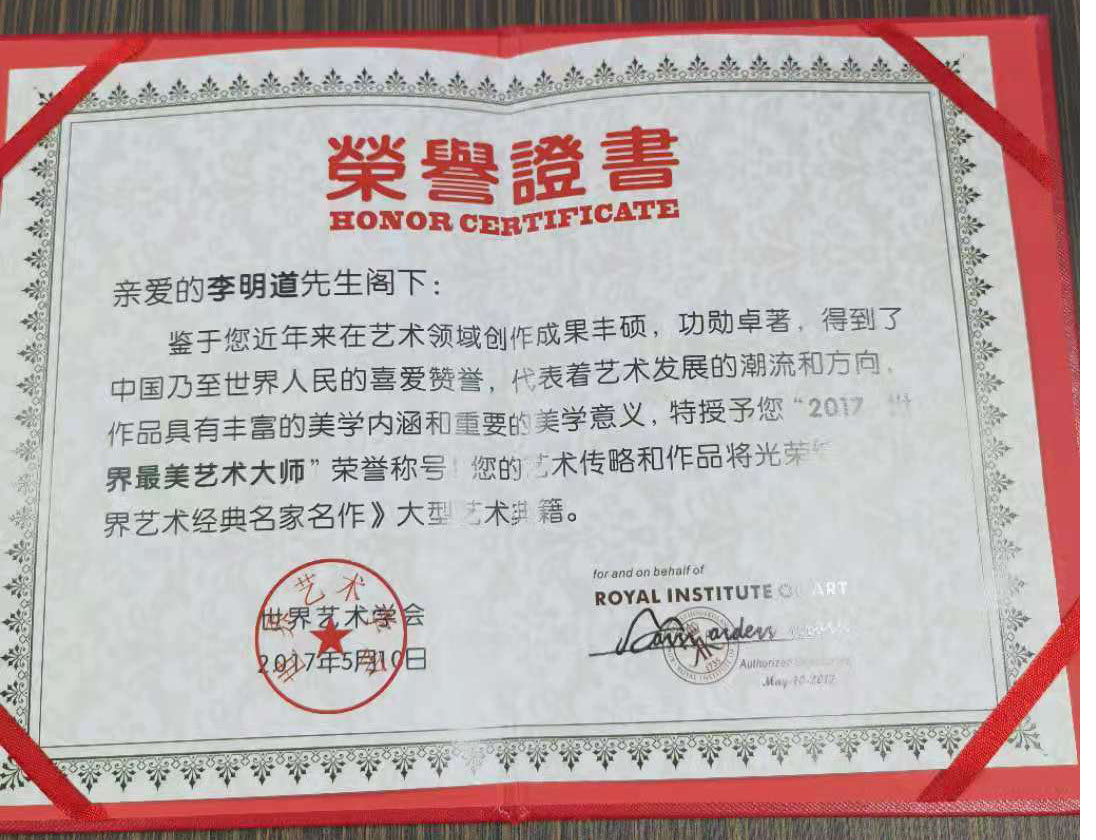 榮譽證書
HONOR CERTIFICATE
亲爱的李明道先生阁下：
鉴于您近年来在艺术领域创作成果丰硕，功勋卓著，得到了
中国乃至世界人民的喜爱赞誉，代表着艺术发展的潮流和方向，
作品具有丰富的美学内涵和重要的美学意义，特授予您“2017 世
界最美艺术大师”荣誉称号！您的艺术传略和作品将光荣
界艺术经典名家名作》大型艺术典籍。
世界艺术学会
2017年5月10日
for and on behalf of
ROYAL INSTITUTE OF ART
Authorized
May-10-2017